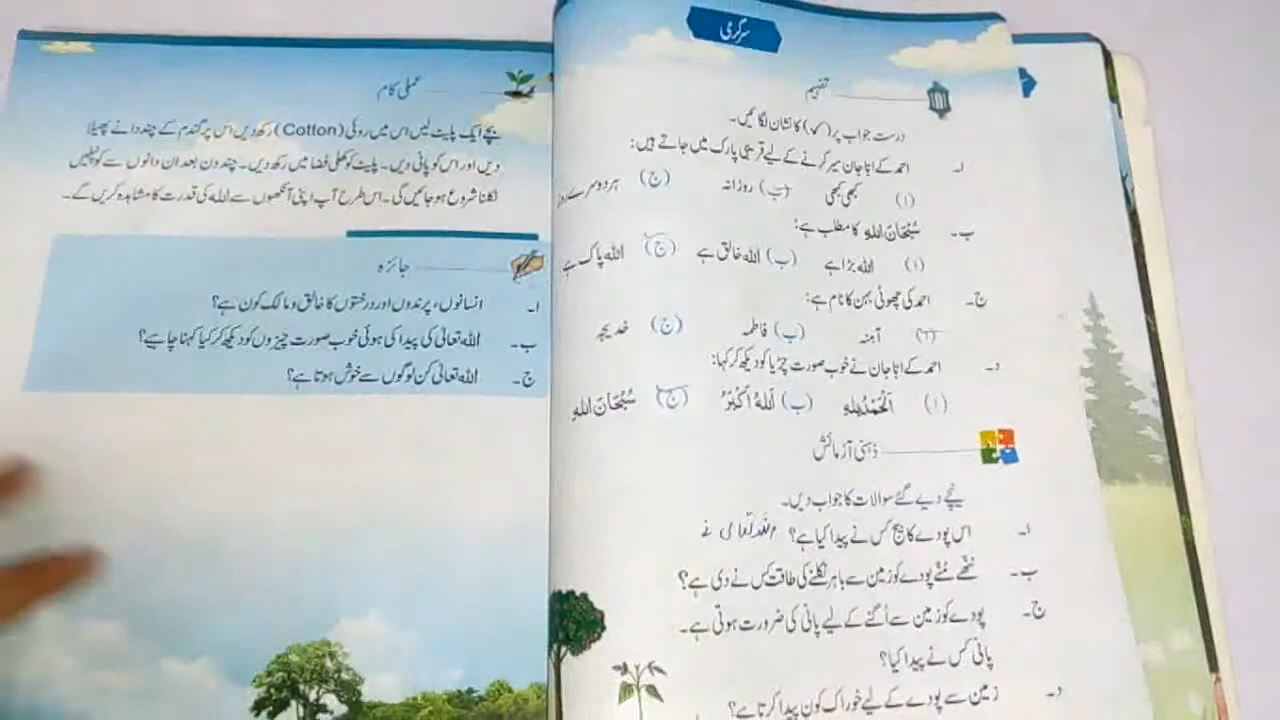 سرگرمی
تفہیم
درست جواب پر (✓) کا نشان لگائیں۔
ا۔ احمد کے ابّا جان سیر کرنے کے لیے قریبی پارک میں جاتے ہیں:
(ا) کبھی کبھی (ب) روزانہ (ج) ہر دوسرے روز
ب۔ سُبْحَانَ اللهِ کا مطلب ہے:
(ا) اللہ بڑا ہے (ب) اللہ خالق ہے (ج) اللہ پاک ہے
ج۔ احمد کی چھوٹی بہن کا نام ہے:
(ا) آمنہ (ب) فاطمہ (ج) خدیجہ
د۔ احمد کے ابّا جان نے خوب صورت چڑیا کو دیکھ کر کہا:
(ا) اَلْحَمْدُلِلّٰهِ (ب) اَللهُ اَكْبَرُ (ج) سُبْحَانَ اللهِ
ذہنی آزمائش
نیچے دیے گئے سوالات کا جواب دیں۔
ا۔ اس پودے کا بیج کس نے پیدا کیا ہے؟ اللہ تعالی نے
ب۔ ننھے منے پودے کو زمین سے باہر نکلنے کی طاقت کس نے دی ہے؟
ج۔ پودے کو زمین سے اُگنے کے لیے پانی کی ضرورت ہوتی ہے۔
پانی کس نے پیدا کیا؟
د۔ زمین سے پودے کے لیے خوراک کون پیدا کرتا ہے؟
عملی کام
بچے ایک پلیٹ لیں اس میں روئی (Cotton) رکھ دیں اس پر گندم کے چند دانے پھیلا
دیں اور اس کو پانی دیں۔ پلیٹ کو کھلی فضا میں رکھ دیں۔ چند دن بعد ان دانوں سے کونپلیں
نکلنا شروع ہو جائیں گی۔ اس طرح آپ اپنی آنکھوں سے اللہ کی قدرت کا مشاہدہ کریں گے۔
جائزہ
ا۔ انسانوں، پرندوں اور درختوں کا خالق و مالک کون ہے؟
ب۔ اللہ تعالیٰ کی پیدا کی ہوئی خوب صورت چیزوں کو دیکھ کر کیا کہنا چاہیے؟
ج۔ اللہ تعالیٰ کن لوگوں سے خوش ہوتا ہے؟